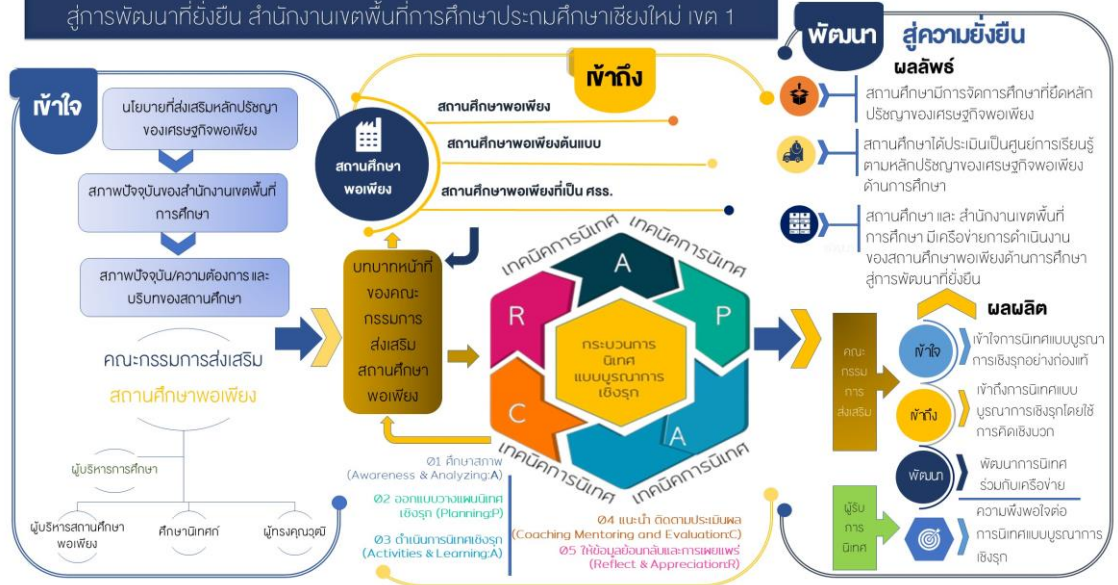 สู่การพัฒนาที่ยั่งยืน สำนักงานเขตพื้นที่การศึกษาประถมศึกษาเชียงใหม่ เขต 1
เข้าใจ
นโยบายที่ส่งเสริมหลักปรัชญา
ของเศรษฐกิจพอเพียง
สภาพปัจจุบันของสำนักงานเขตพื้นที่
การศึกษา
สภาพปัจจุบัน/ความต้องการ และ
บริบทของสถานศึกษา
คณะกรรมการส่งเสริม
สถานศึกษาพอเพียง
ผู้บริหารการศึกษา
ผู้บริหารสถานศึกษา
พอเพียง
ศึกษานิเทศก์
ผู้ทรงคุณวุฒิ
เข้าถึง
สถานศึกษา
พอเพียง
สถานศึกษาพอเพียง
สถานศึกษาพอเพียงต้นแบบ
สถานศึกษาพอเพียงที่เป็น ศรร.
บทบาทหน้าที่
ของคณะ
กรรมการ
ส่งเสริม
สถานศึกษา
พอเพียง
เทคนิคการนิเทศ
เทคนิคการนิเทศ
A
P
A
C
R
กระบวนการ
นิเทศ
แบบบูรณาการ
เชิงรุก
เทคนิคการนิเทศ
เทคนิคการนิเทศ
01 ศึกษาสภาพ
(Awareness & Analyzing:A)
02 ออกแบบวางแผนนิเทศ
เชิงรุก (Planning:P)
03 ดำเนินการนิเทศเชิงรุก
(Activities & Learning:A)
04 แนะนำ ติดตามประเมินผล
(Coaching Mentoring and Evaluation:C)
05 ให้ข้อมูลย้อนกลับและการเผยแพร่
(Reflect & Appreciation:R)
พัฒนา
สู่ความยั่งยืน
ผลลัพธ์
สถานศึกษามีการจัดการศึกษาที่ยึดหลัก
ปรัชญาของเศรษฐกิจพอเพียง
สถานศึกษาได้ประเมินเป็นศูนย์การเรียนรู้
ตามหลักปรัชญาของเศรษฐกิจพอเพียง
ด้านการศึกษา
สถานศึกษา และ สำนักงานเขตพื้นที่
การศึกษา มีเครือข่ายการดำเนินงาน
ของสถานศึกษาพอเพียงด้านการศึกษา
สู่การพัฒนาที่ยั่งยืน
ผลผลิต
คณะ
กรรม
การ
ส่งเสริม
เข้าใจ
เข้าใจการนิเทศแบบบูรณา
การเชิงรุกอย่างถ่องแท้
เข้าถึง
เข้าถึงการนิเทศแบบ
บูรณาการเชิงรุกโดยใช้
การคิดเชิงบวก
พัฒนา
พัฒนาการนิเทศ
ร่วมกับเครือข่าย
ผู้รับ
การ
นิเทศ
ความพึงพอใจต่อ
การนิเทศแบบบูรณาการ
เชิงรุก